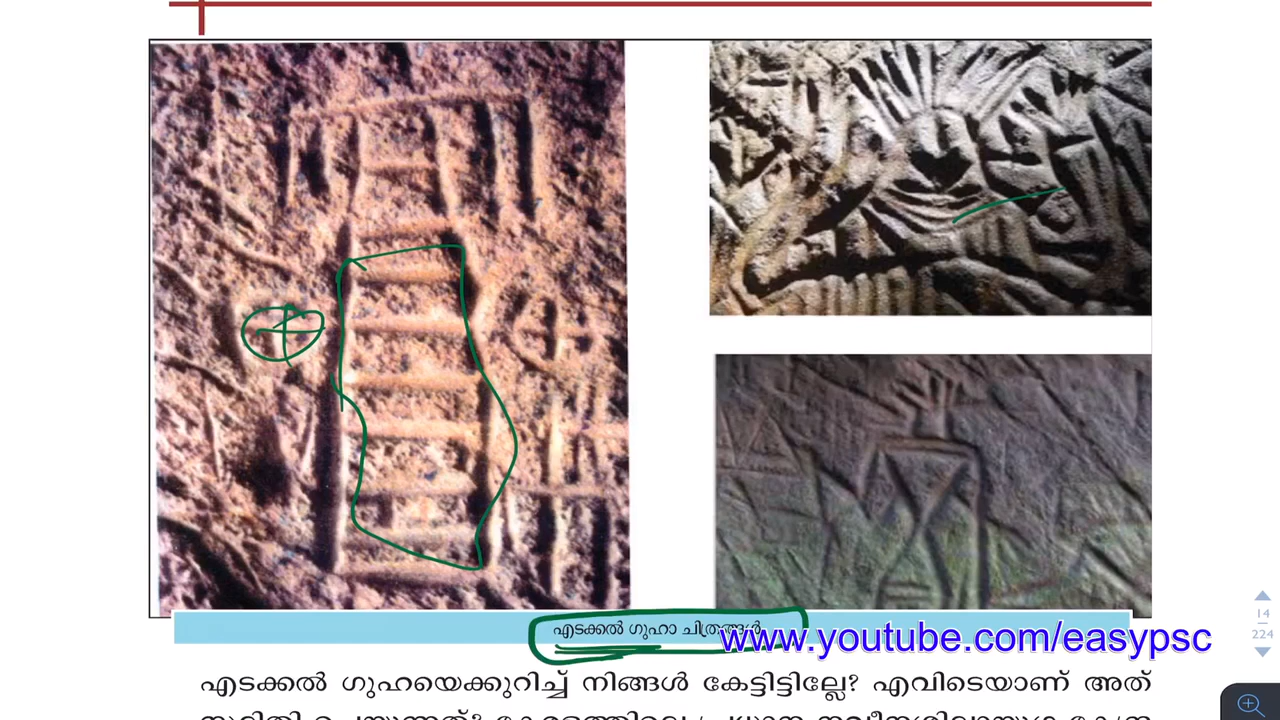 എടക്കൽ ഗുഹാ ചിത്രങ്ങൾ
www.youtube.com/easypsc
എടക്കൽ ഗുഹയെക്കുറിച്ച് നിങ്ങൾ കേട്ടിട്ടില്ലേ? എവിടെയാണ് അത്
14
224